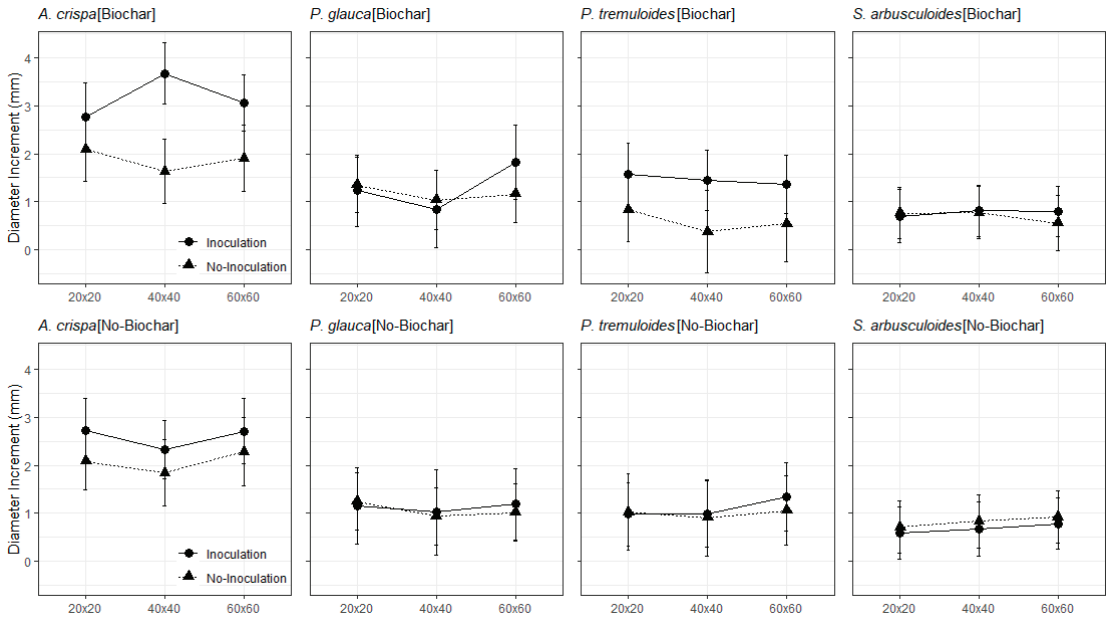 A. crispa[Biochar] P. glauca[Biochar] P. tremuloides[Biochar] S. arbusculoides[Biochar]
Diameter Increment (mm)
4
3
2
1
0
Inoculation
No-Inoculation
20x20 40x40 60x60 20x20 40x40 60x60 20x20 40x40 60x60 20x20 40x40 60x60
A. crispa[No-Biochar] P. glauca[No-Biochar] P. tremuloides[No-Biochar] S. arbusculoides[No-Biochar]
Diameter Increment (mm)
4
3
2
1
0
Inoculation
No-Inoculation
20x20 40x40 60x60 20x20 40x40 60x60 20x20 40x40 60x60 20x20 40x40 60x60